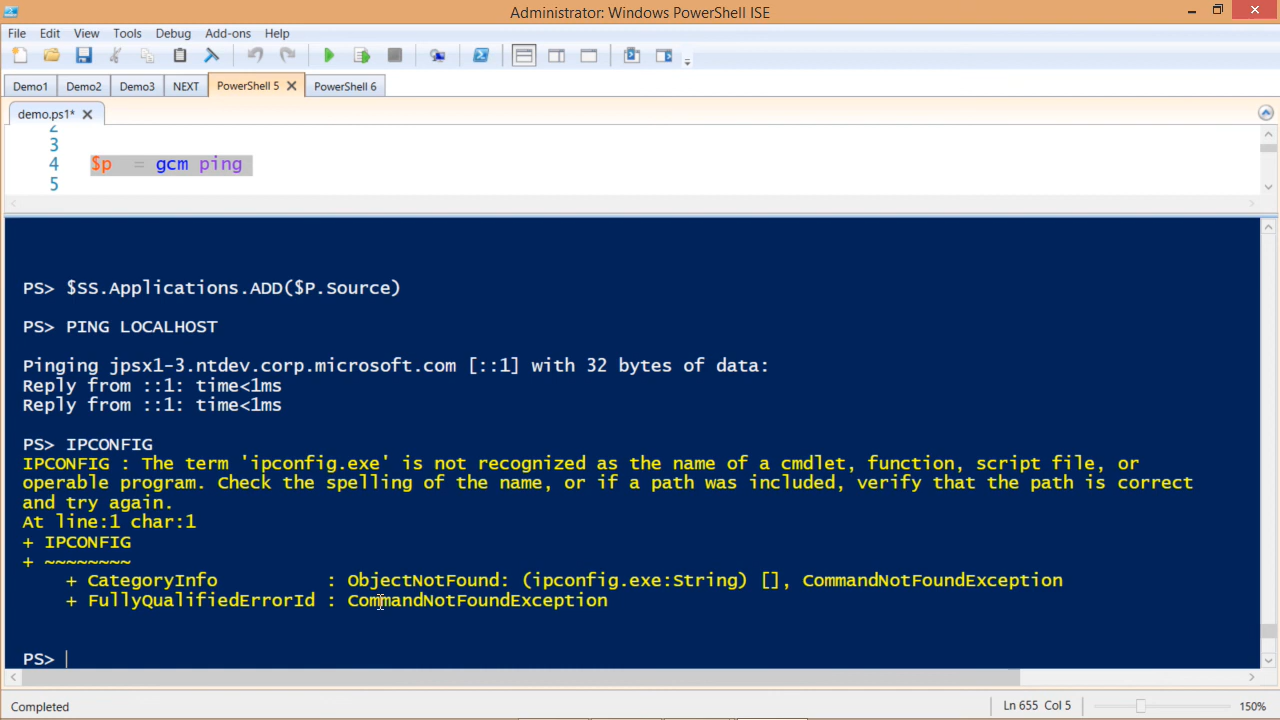 Administrator: Windows PowerShell ISE
File Edit View Tools Debug Add-ons Help
Demo1 Demo2 Demo3 NEXT PowerShell 5 PowerShell 6
demo.ps1*
2
3
4 $p = gcm ping
5
PS> $SS.Applications.ADD($P.Source)
PS> PING LOCALHOST
Pinging jpsx1-3.ntdev.corp.microsoft.com [::1] with 32 bytes of data:
Reply from ::1: time<1ms
Reply from ::1: time<1ms
PS> IPCONFIG
IPCONFIG : The term 'ipconfig.exe' is not recognized as the name of a cmdlet, function, script file, or
operable program. Check the spelling of the name, or if a path was included, verify that the path is correct
and try again.
At line:1 char:1
+ IPCONFIG
+ ~~~~~~~~
+ CategoryInfo : ObjectNotFound: (ipconfig.exe:String) [], CommandNotFoundException
+ FullyQualifiedErrorId : CommandNotFoundException
PS>
Completed Ln 655 Col 5 150%